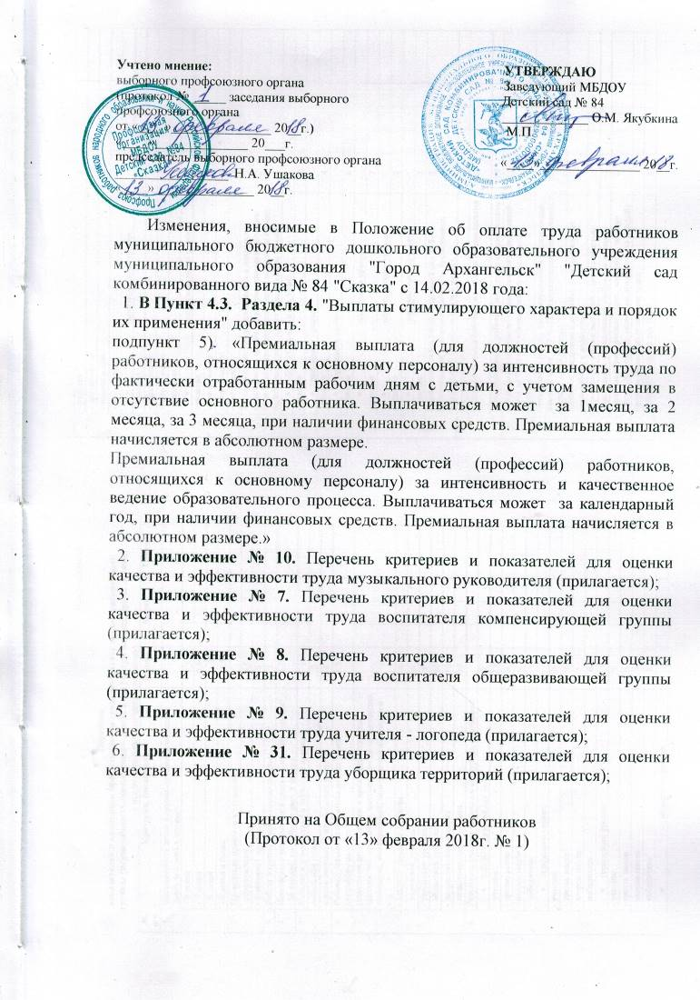 Учтено мнение:
выборного профсоюзного органа
(протокол № 1 заседания выборного
профсоюзного органа
от «13» февраля 2018г.)
20 г.
председатель выборного профсоюзного органа
Н.А. Ушакова
«13» февраля 2018г.
УТВЕРЖДАЮ
Заведующий МБДОУ
Детский сад № 84
О.М. Якубкина
М.П.
«13» февраля 2018г.
Профсоюзная
организация
МБДОУ
Детский сад №84
«Сказка»
Изменения, вносимые в Положение об оплате труда работников
муниципального бюджетного дошкольного образовательного учреждения
муниципального образования "Город Архангельск" "Детский сад
комбинированного вида № 84 "Сказка" с 14.02.2018 года:
1. В Пункт 4.3. Раздела 4. "Выплаты стимулирующего характера и порядок
их применения" добавить:
подпункт 5). «Премиальная выплата (для должностей (профессий)
работников, относящихся к основному персоналу) за интенсивность труда по
фактически отработанным рабочим дням с детьми, с учетом замещения в
отсутствие основного работника. Выплачиваться может за 1месяц, за 2
месяца, за 3 месяца, при наличии финансовых средств. Премиальная выплата
начисляется в абсолютном размере.
Премиальная выплата (для должностей (профессий) работников,
относящихся к основному персоналу) за интенсивность и качественное
ведение образовательного процесса. Выплачиваться может за календарный
год, при наличии финансовых средств. Премиальная выплата начисляется в
абсолютном размере.»
2. Приложение № 10. Перечень критериев и показателей для оценки
качества и эффективности труда музыкального руководителя (прилагается);
3. Приложение № 7. Перечень критериев и показателей для оценки
качества и эффективности труда воспитателя компенсирующей группы
(прилагается);
4. Приложение № 8. Перечень критериев и показателей для оценки
качества и эффективности труда воспитателя общеразвивающей группы
(прилагается);
5. Приложение № 9. Перечень критериев и показателей для оценки
качества и эффективности труда учителя - логопеда (прилагается);
6. Приложение № 31. Перечень критериев и показателей для оценки
качества и эффективности труда уборщика территорий (прилагается);
Принято на Общем собрании работников
(Протокол от «13» февраля 2018г. № 1)